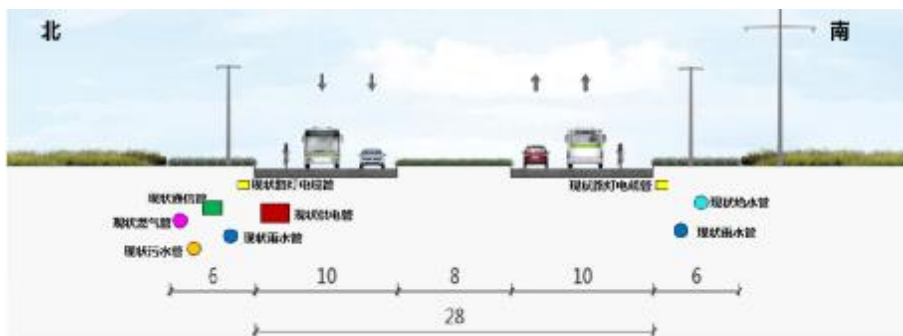 北
南
现状路灯电缆管
现状路灯电缆管
现状通信管
现状供电管
现状给水管
现状燃气管
现状雨水管
现状雨水管
现状污水管
6
10
8
10
6
28